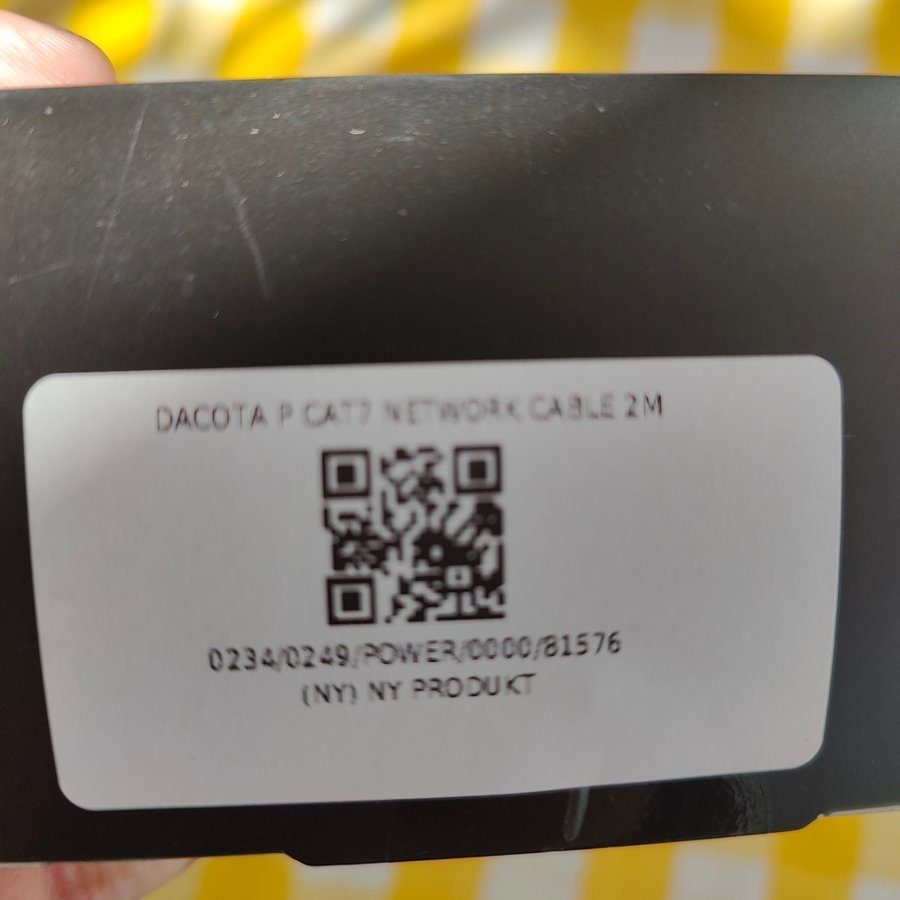 DACOTA P CAT7 NETWORK CABLE 2M
0234/0249/POWER/0000/81576
(NY) NY PRODUKT